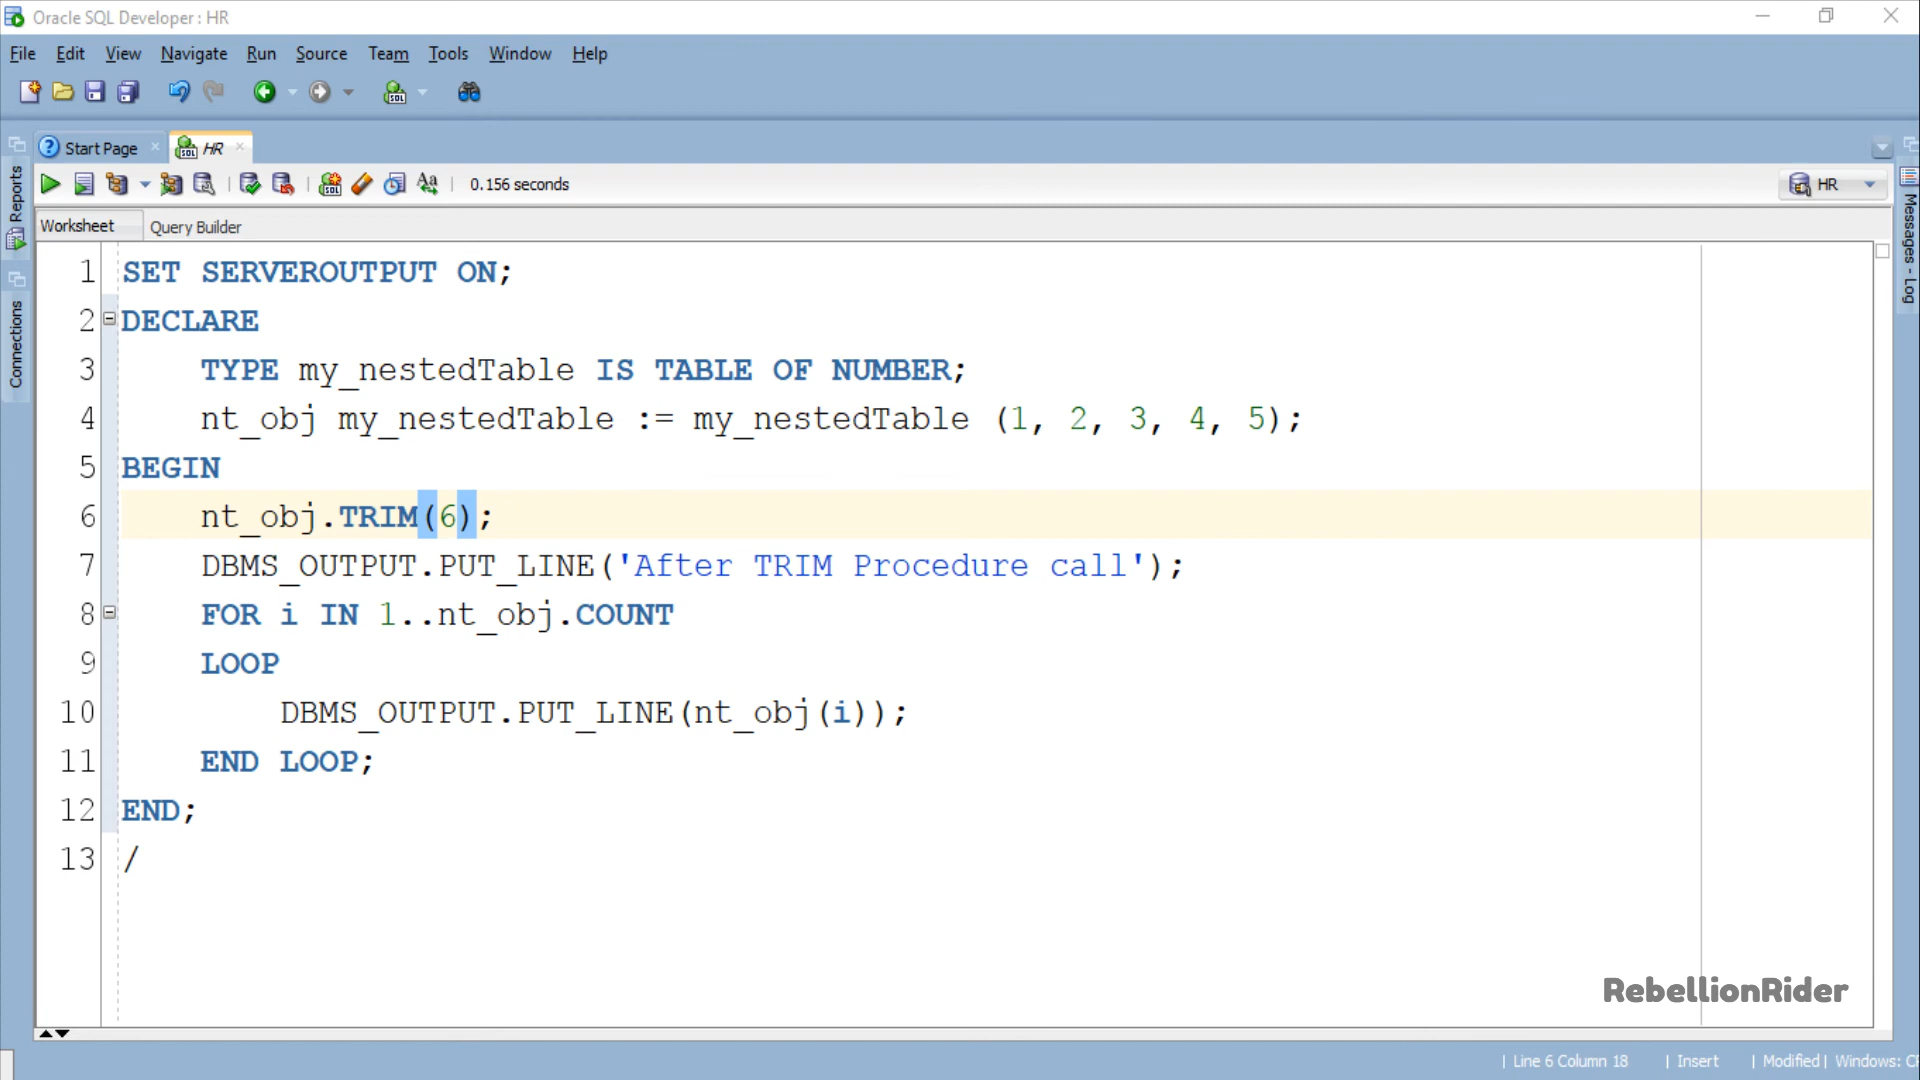 Oracle SQL Developer : HR
File Edit View Navigate Run Source Team Tools Window Help
Start Page HR
0.156 seconds HR
Worksheet Query Builder
Reports
Connections
Messages - Log
1 SET SERVEROUTPUT ON;
2 DECLARE
3 TYPE my_nestedTable IS TABLE OF NUMBER;
4 nt_obj my_nestedTable := my_nestedTable (1, 2, 3, 4, 5);
5 BEGIN
6 nt_obj.TRIM(6);
7 DBMS_OUTPUT.PUT_LINE('After TRIM Procedure call');
8 FOR i IN 1..nt_obj.COUNT
9 LOOP
10 DBMS_OUTPUT.PUT_LINE(nt_obj(i));
11 END LOOP;
12 END;
13 /
RebellionRider
| Line 6 Column 18 | Insert | Modified | Windows: